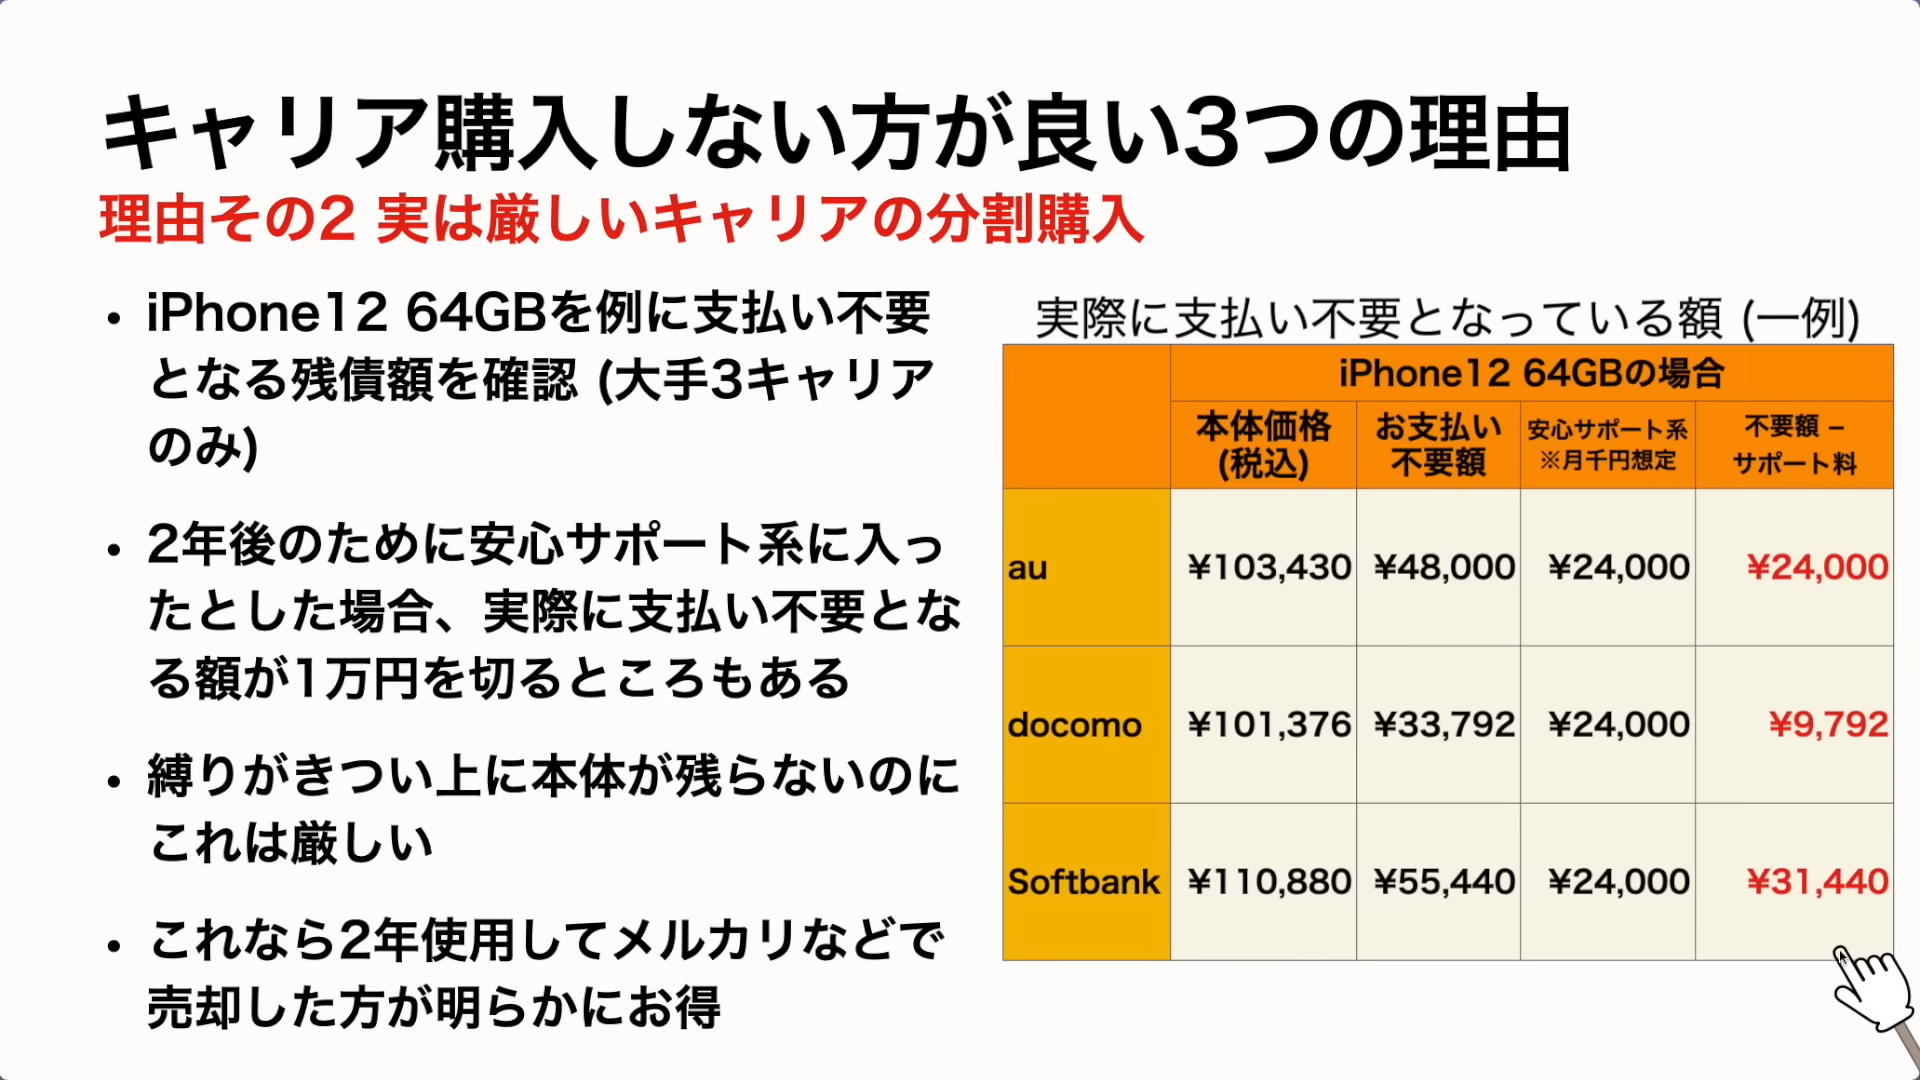 キャリア購入しない方が良い3つの理由
理由その2 実は厳しいキャリアの分割購入
• iPhone12 64GBを例に支払い不要
となる残債額を確認 (大手3キャリア
のみ)
• 2年後のために安心サポート系に入っ
たとした場合、実際に支払い不要とな
る額が1万円を切るところもある
• 縛りがきつい上に本体が残らないのに
これは厳しい
• これなら2年使用してメルカリなどで
売却した方が明らかにお得
実際に支払い不要となっている額 (一例)
iPhone12 64GBの場合
本体価格 お支払い 安心サポート系 不要額 −
(税込) 不要額 ※月千円想定 サポート料
au ¥103,430 ¥48,000 ¥24,000 ¥24,000
docomo ¥101,376 ¥33,792 ¥24,000 ¥9,792
Softbank ¥110,880 ¥55,440 ¥24,000 ¥31,440